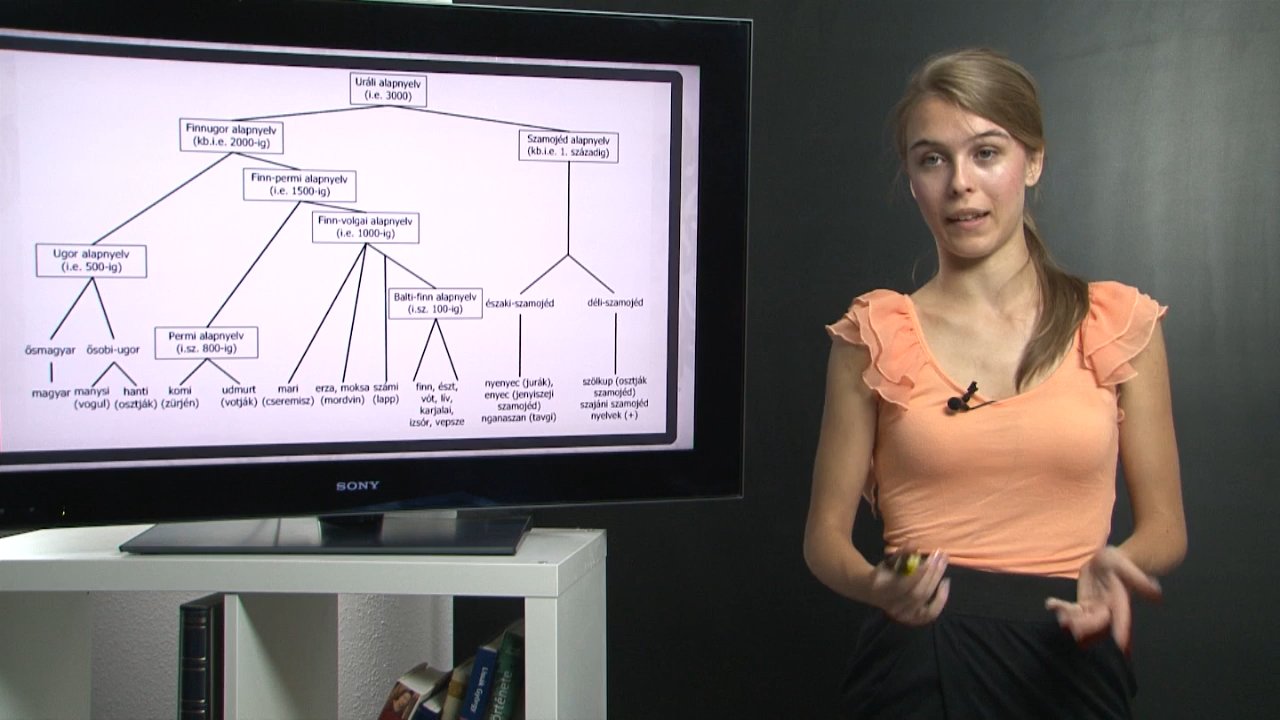 Uráli alapnyelv
(i.e. 3000)
Finnugor alapnyelv
(kb.i.e. 2000-ig)
Szamojéd alapnyelv
(kb.i.e. 1. századig)
Finn-permi alapnyelv
(i.e. 1500-ig)
Finn-volgai alapnyelv
(i.e. 1000-ig)
Ugor alapnyelv
(i.e. 500-ig)
Balti-finn alapnyelv
(i.sz. 100-ig)
északi-szamojéd
déli-szamojéd
Permi alapnyelv
(i.sz. 800-ig)
ősmagyar
ősobi-ugor
magyar
manysi
(vogul)
hanti
(osztják)
komi
(zürjén)
udmurt
(votják)
mari
(cseremisz)
erza, moksa
(mordvin)
számi
(lapp)
finn, észt,
vót, lív,
karjalai,
izsór, vepsze
nyenyec (jurák),
enyec (jenyiszeji
szamojéd)
nganaszan (tavgi)
szölkup (osztják
szamojéd)
szajáni szamojéd
nyelvek (+)
SONY
György